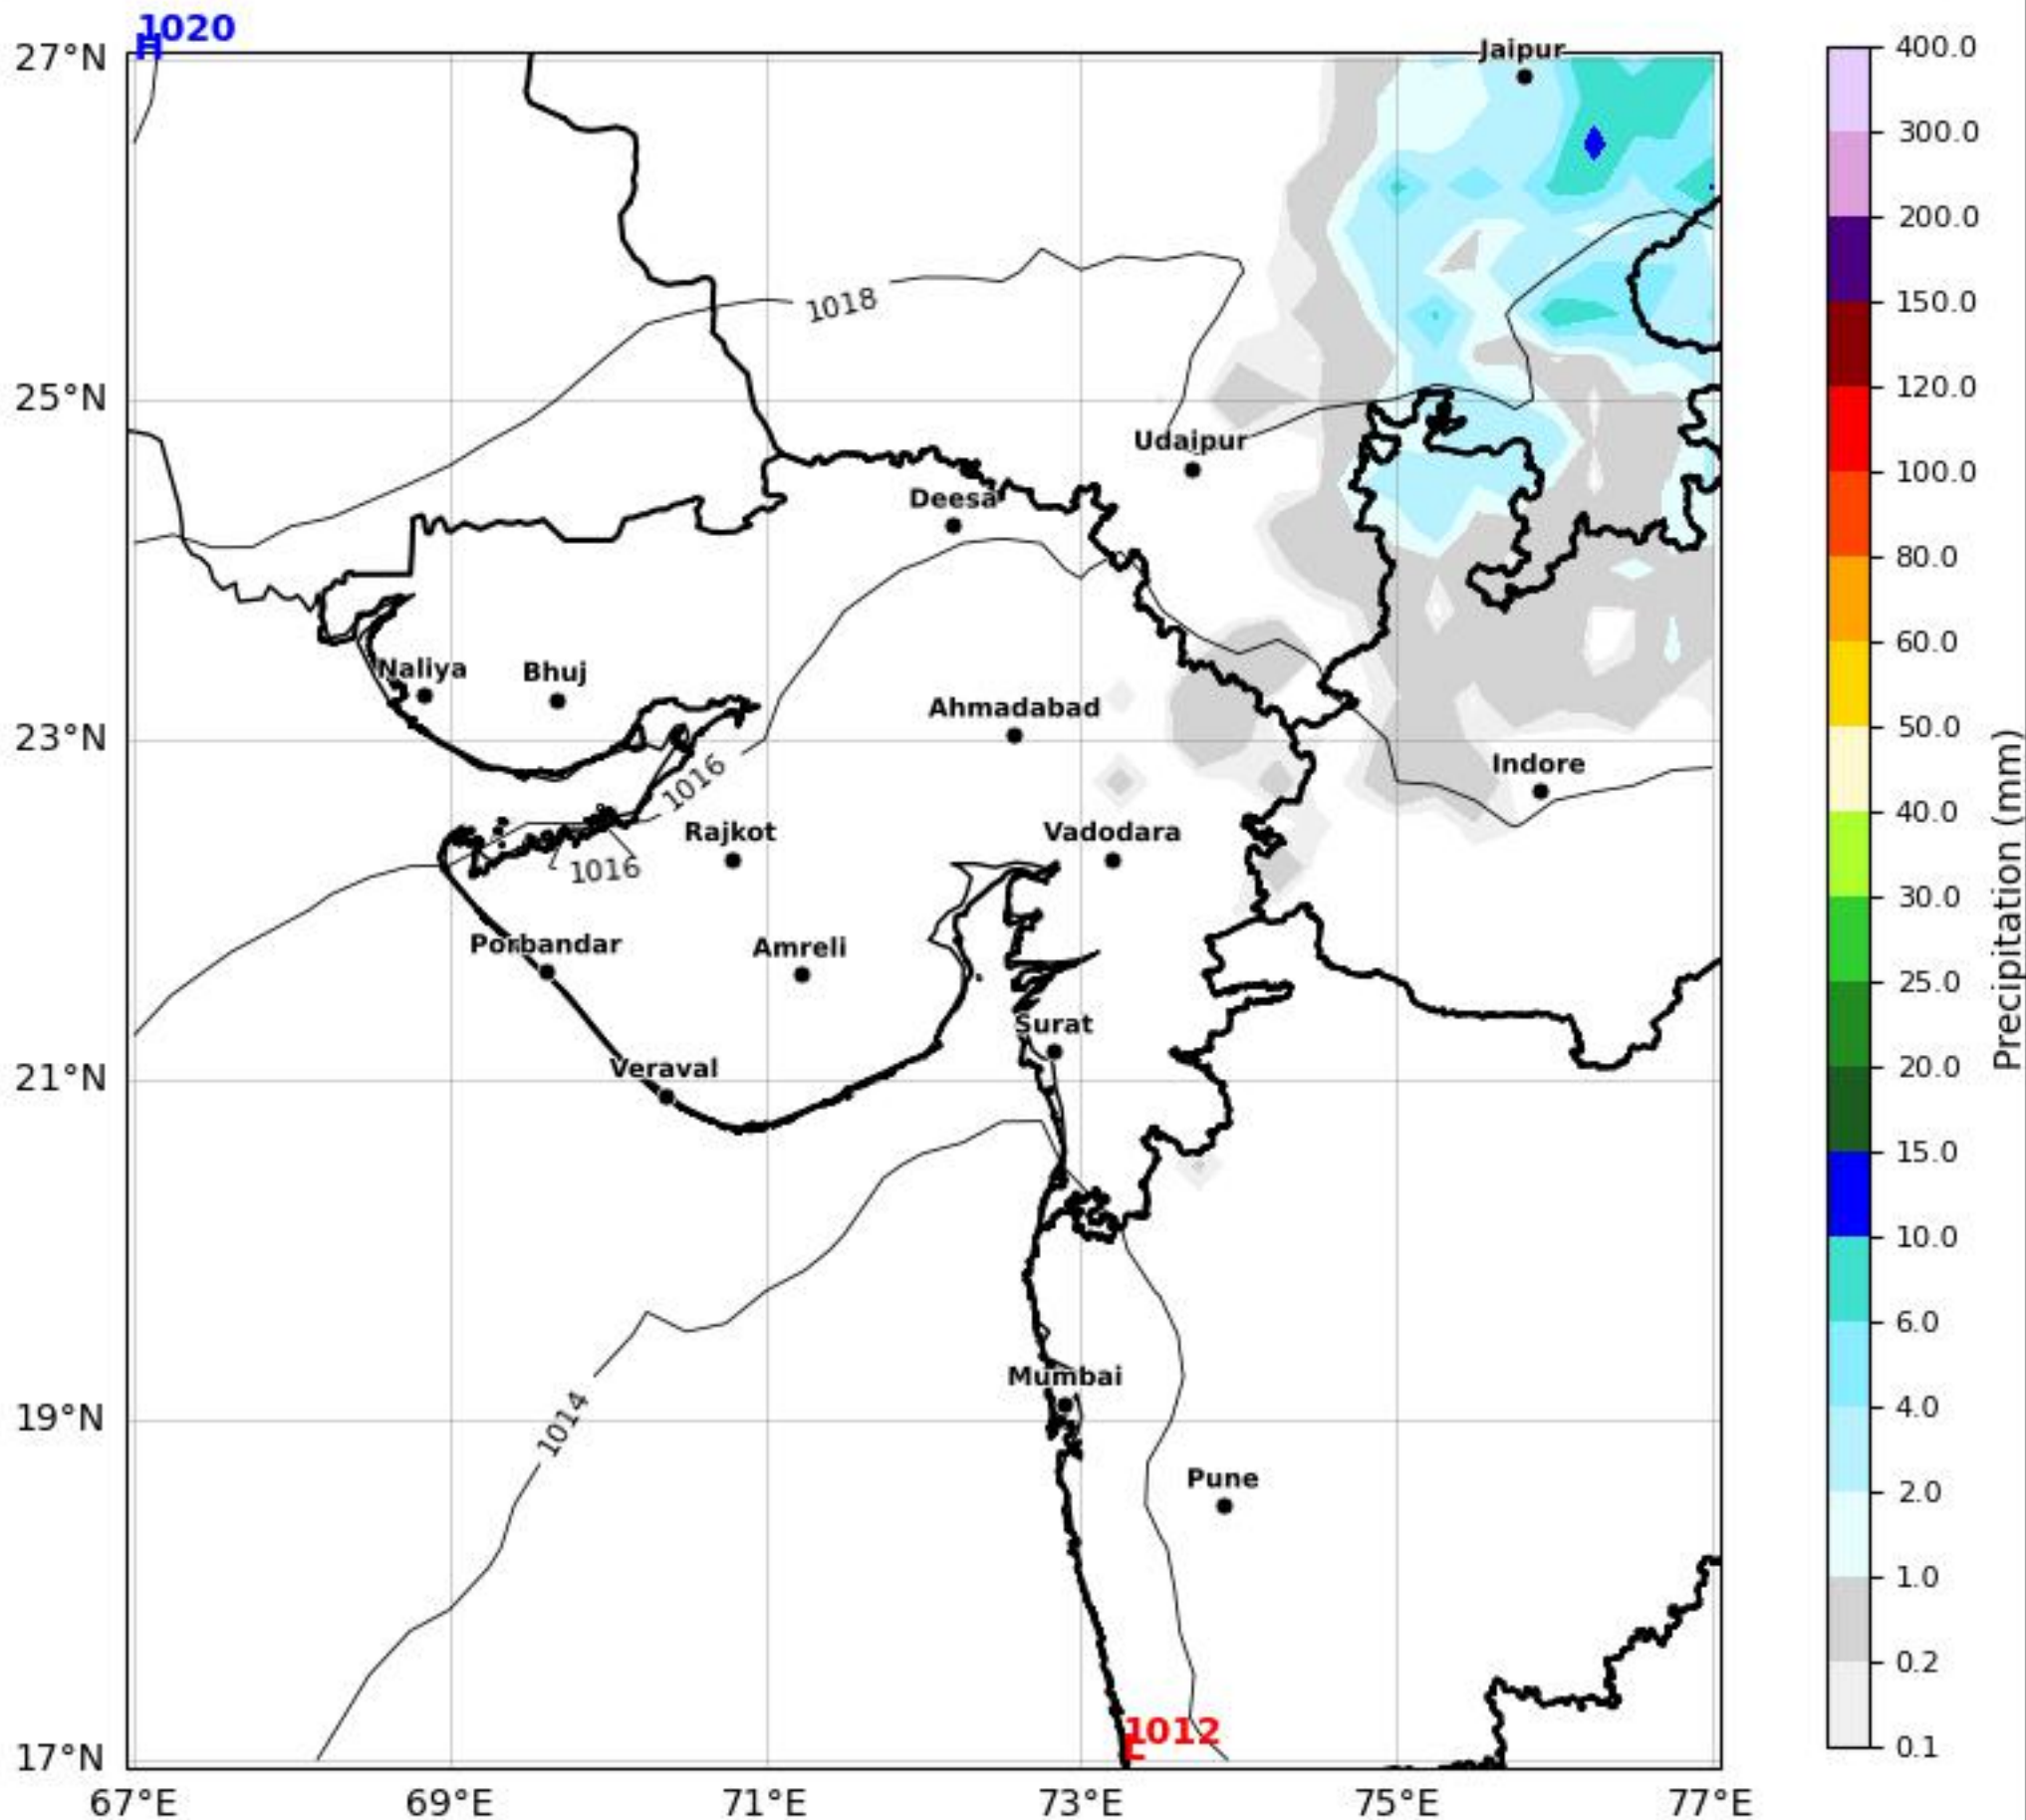 1020
H
27°N
25°N
23°N
21°N
19°N
17°N
67°E
69°E
71°E
73°E
75°E
77°E
Jaipur
1018
Udaipur
Deesa
Naliya
Bhuj
Ahmadabad
1016
Indore
Rajkot
Vadodara
1016
Porbandar
Amreli
Surat
Veraval
Mumbai
1014
Pune
1012
L
400.0
300.0
200.0
150.0
120.0
100.0
80.0
60.0
50.0
40.0
30.0
25.0
20.0
15.0
10.0
6.0
4.0
2.0
1.0
0.2
0.1
Precipitation (mm)